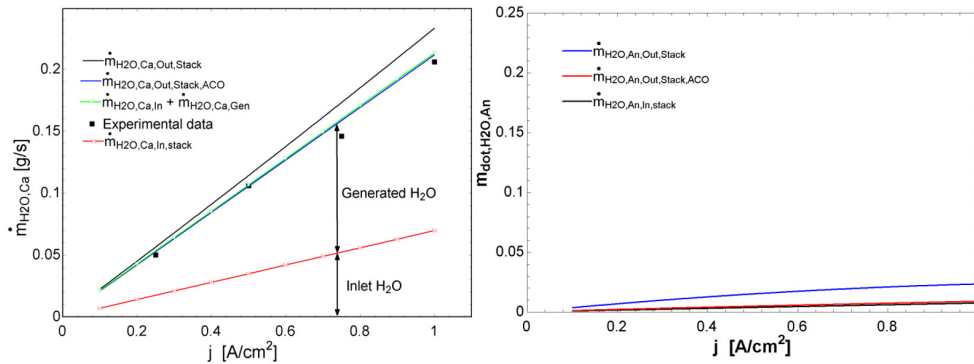 ṁH2O,Ca,Out,Stack
ṁH2O,Ca,Out,Stack,ACO
ṁH2O,Ca,In + ṁH2O,Ca,Gen
Experimental data
ṁH2O,Ca,In,stack
Generated H2O
Inlet H2O
ṁH2O,Ca [g/s]
0.2
0.15
0.1
0.05
0
0 0.2 0.4 0.6 0.8 1
j [A/cm²]
ṁH2O,An,Out,Stack
ṁH2O,An,Out,Stack,ACO
ṁH2O,An,In,stack
mdot,H2O,An
0.25
0.2
0.15
0.1
0.05
0
0 0.2 0.4 0.6 0.8
j [A/cm²]